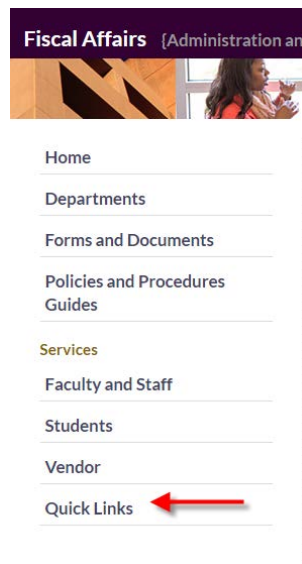 Fiscal Affairs {Administration an
Home
Departments
Forms and Documents
Policies and Procedures
Guides
Services
Faculty and Staff
Students
Vendor
Quick Links